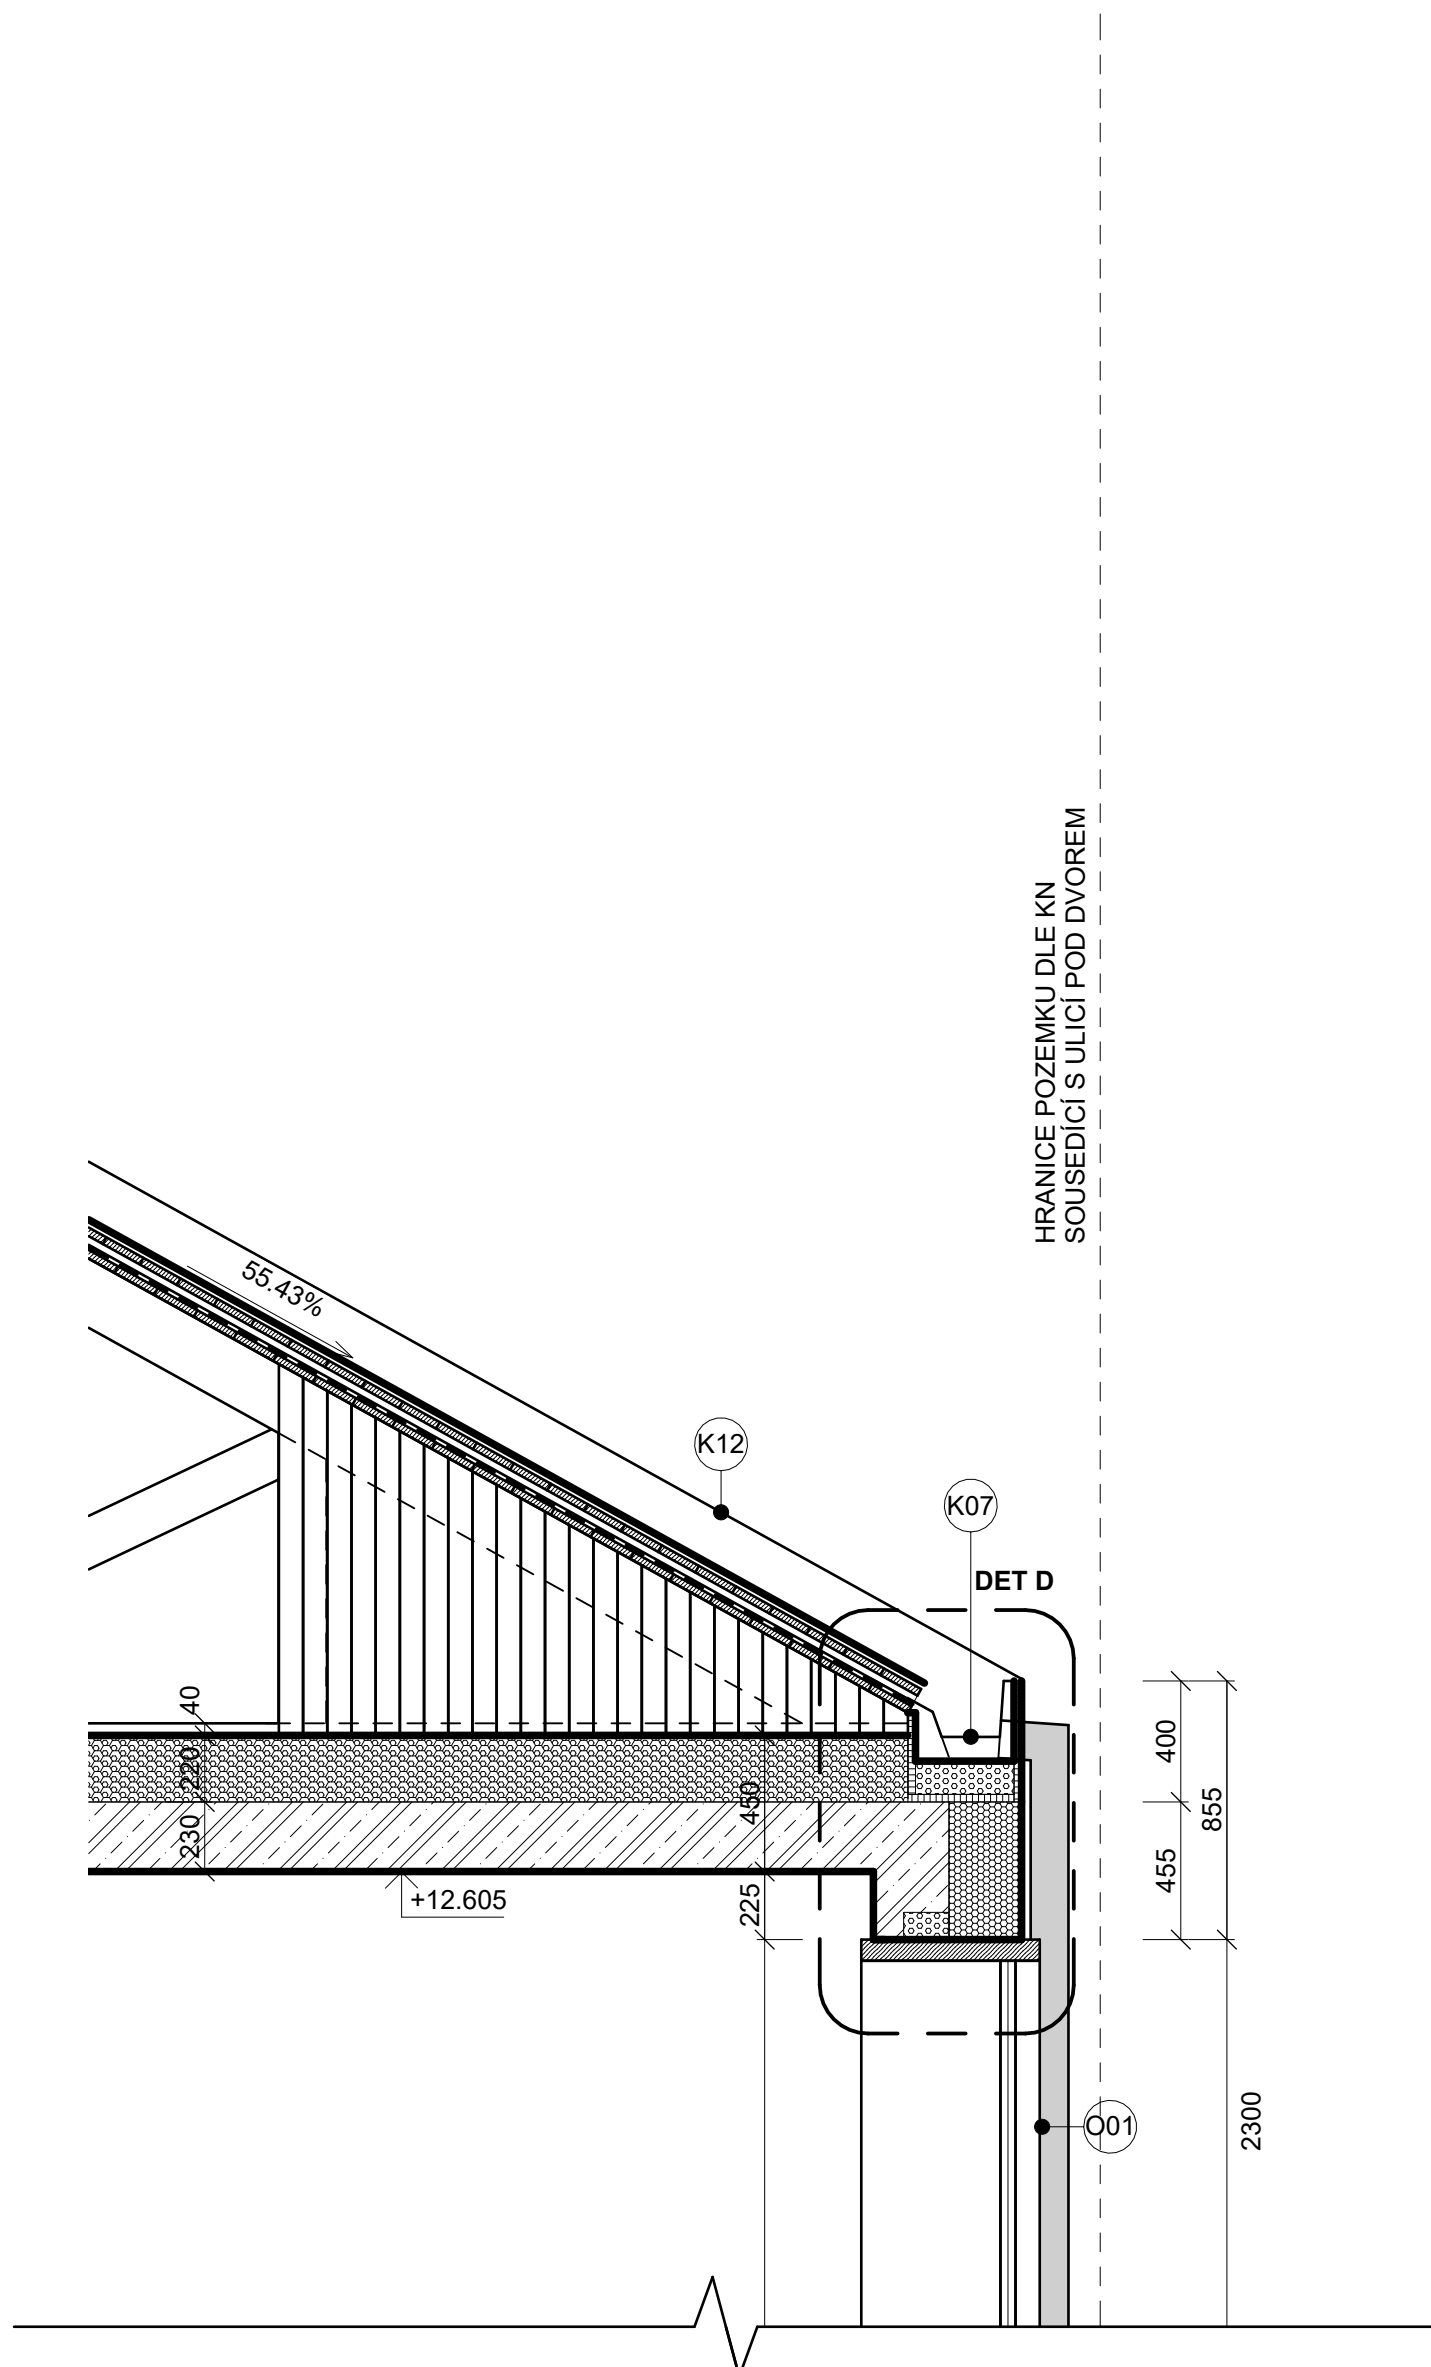 HRANICE POZEMKU DLE KN
SOUSEDÍCÍ S ULICÍ POD DVOREM
55.43%
K12
K07
DET D
40
220
230
450
225
+12.605
400
855
455
2300
O01